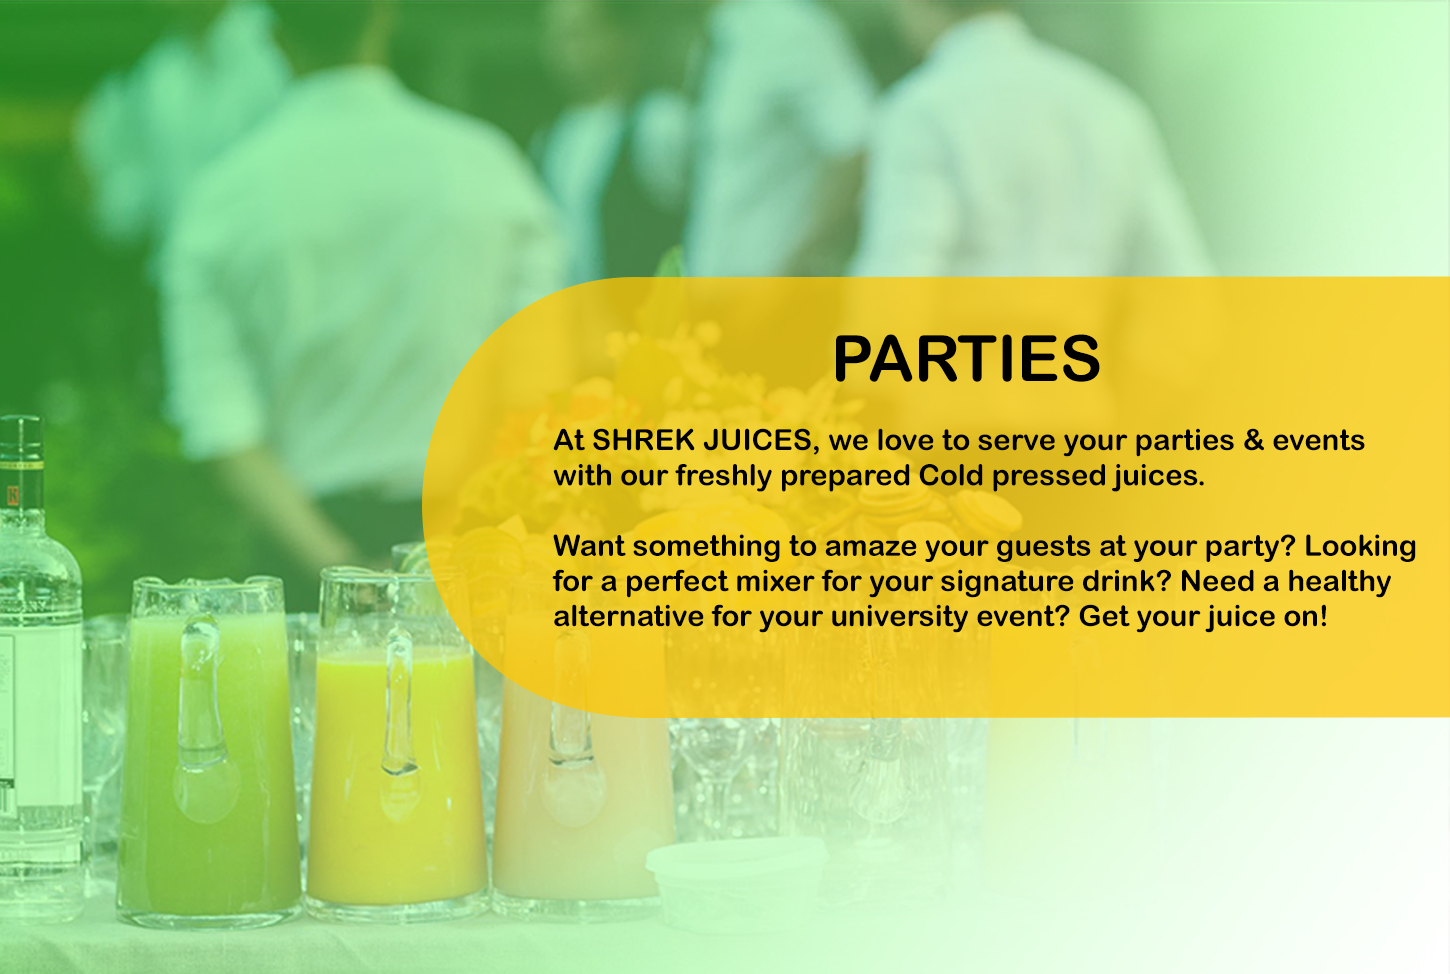 PARTIES
At SHREK JUICES, we love to serve your parties & events
with our freshly prepared Cold pressed juices.
Want something to amaze your guests at your party? Looking
for a perfect mixer for your signature drink? Need a healthy
alternative for your university event? Get your juice on!